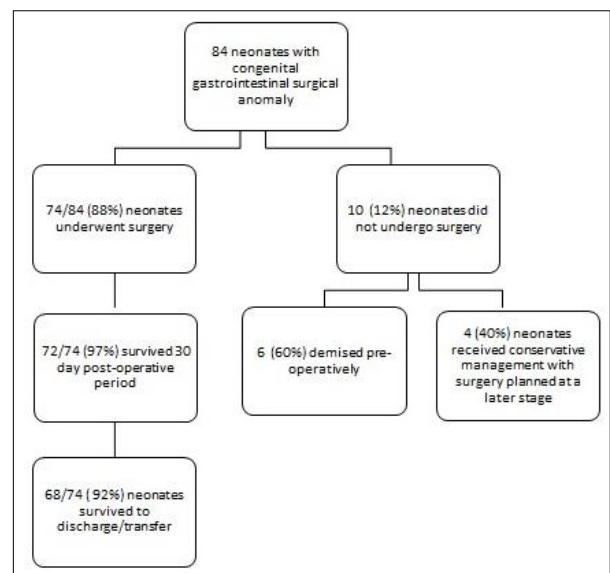 84 neonates with
congenital
gastrointestinal surgical
anomaly
74/84 (88%) neonates
underwent surgery
10 (12%) neonates did
not undergo surgery
72/74 (97%) survived 30
day post-operative
period
6 (60%) demised pre-
operatively
4 (40%) neonates
received conservative
management with
surgery planned at a
later stage
68/74 (92%) neonates
survived to
discharge/transfer